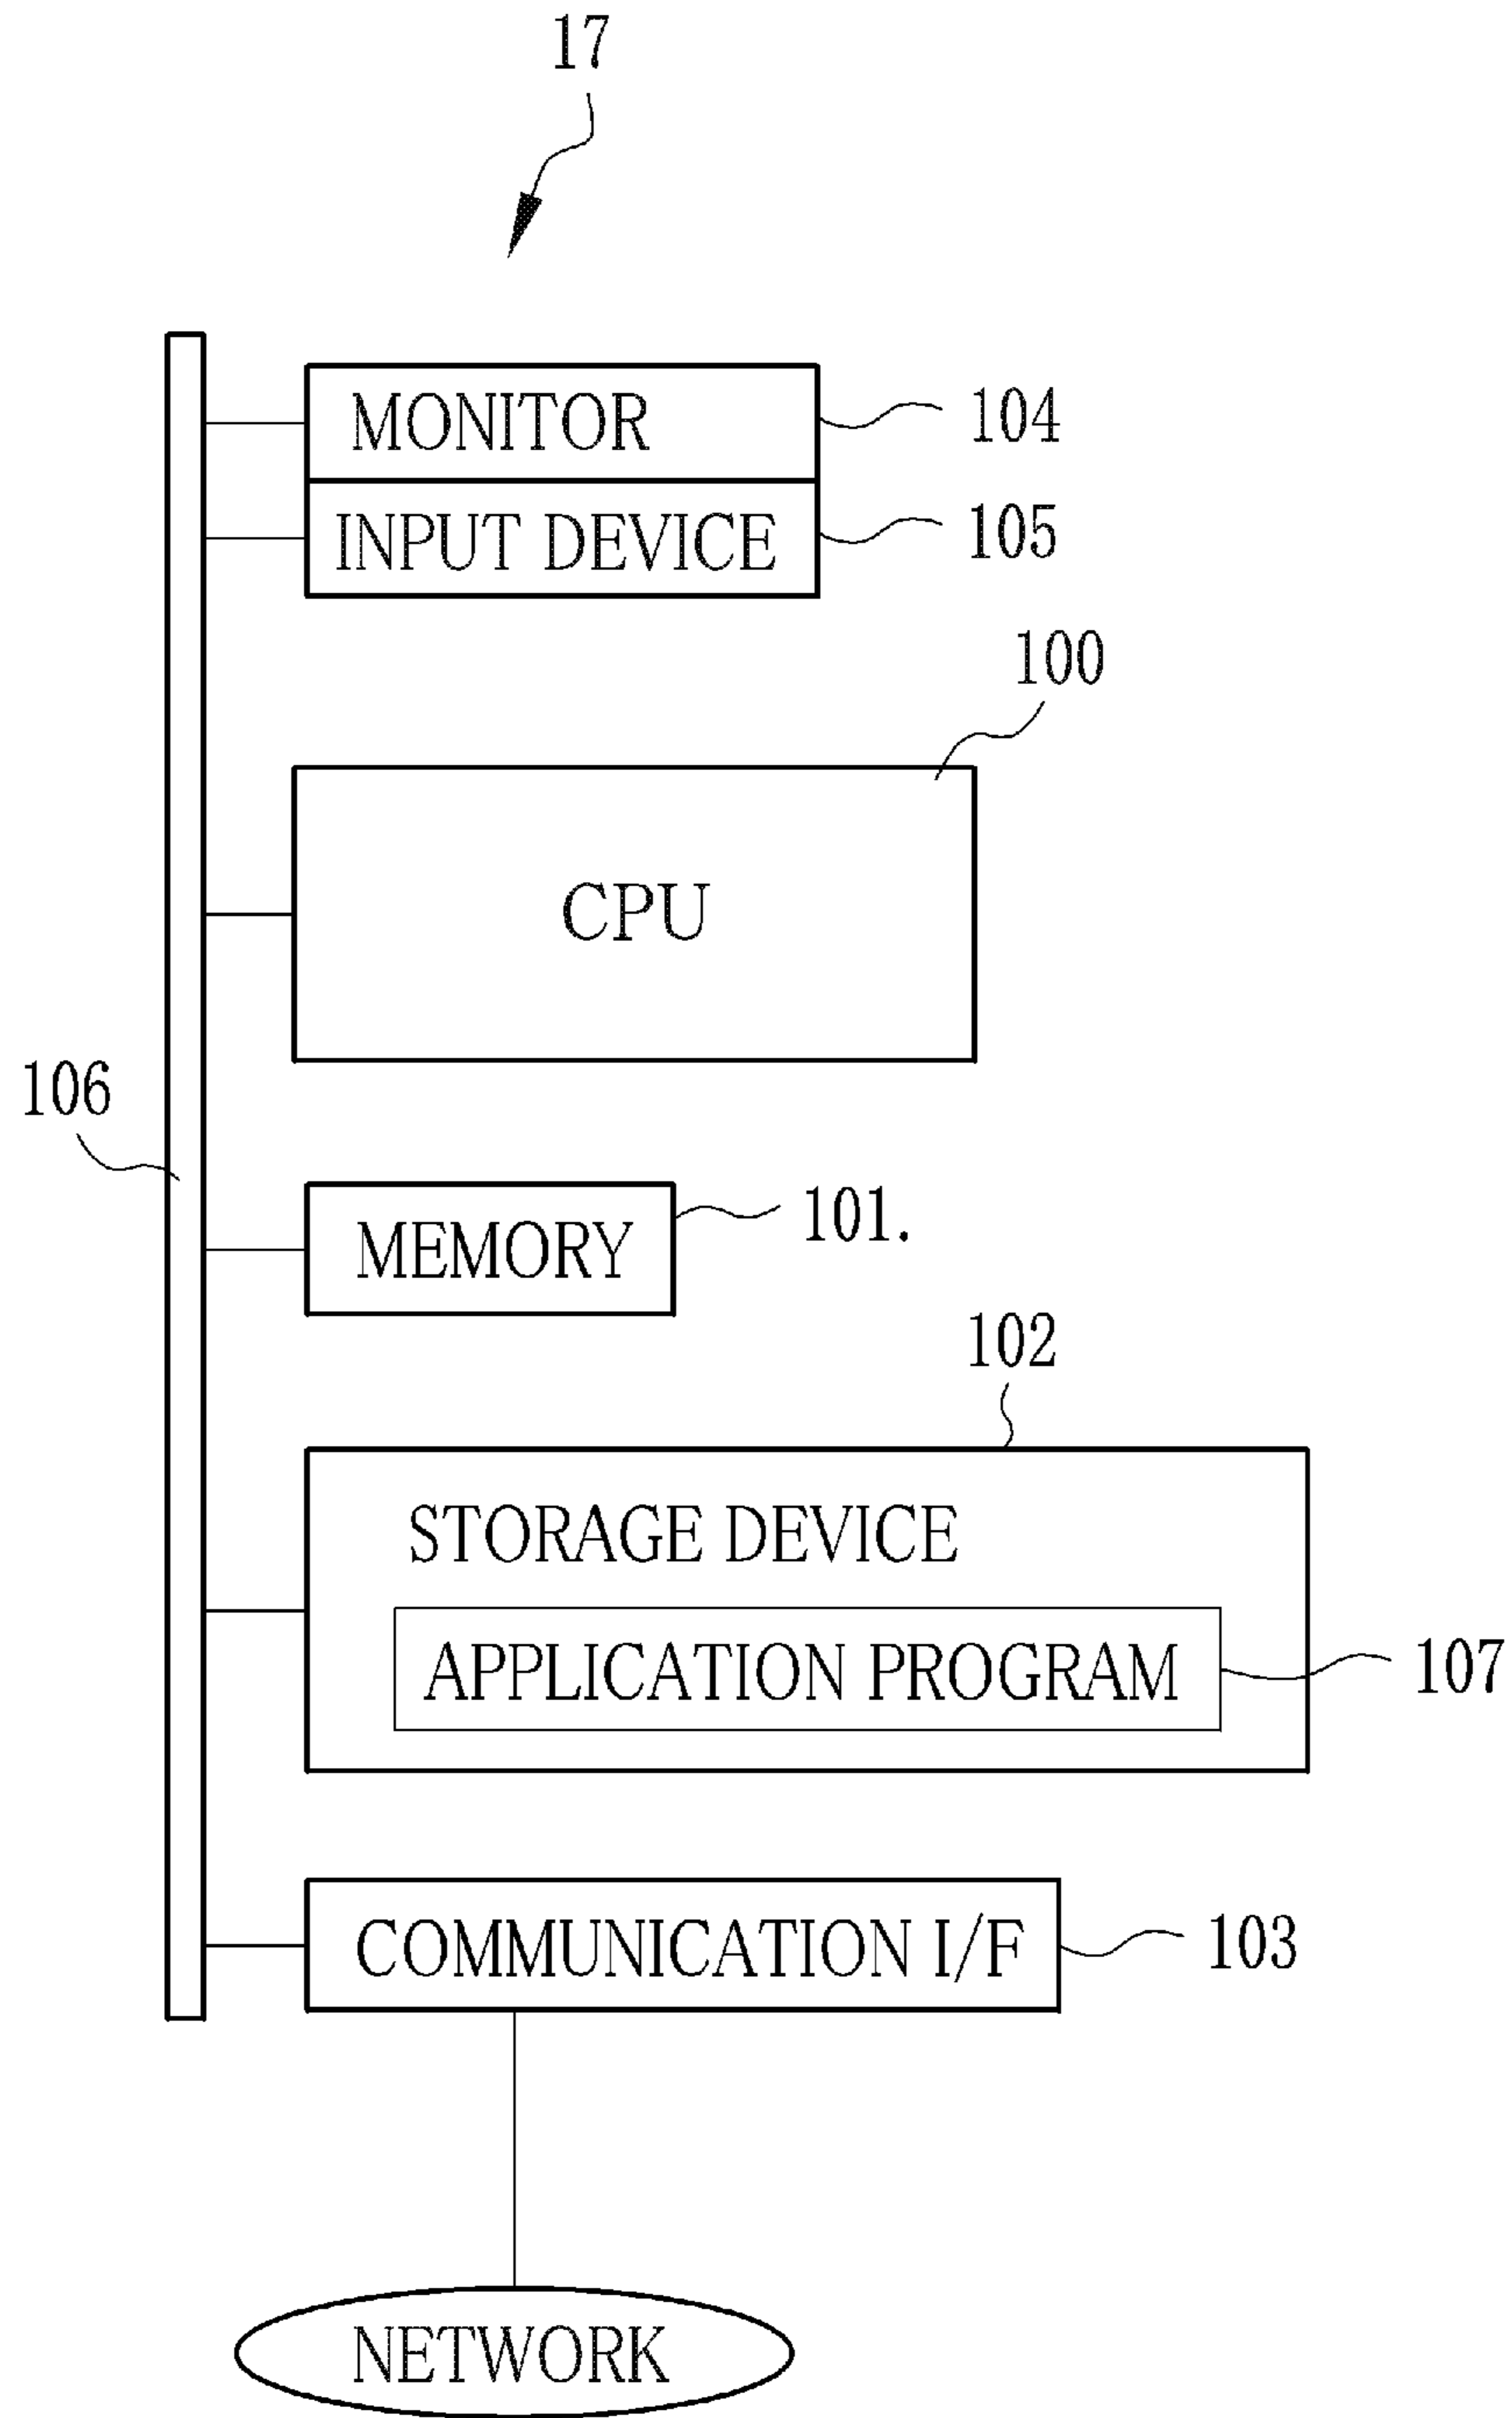 17
MONITOR
104
INPUT DEVICE
105
100
CPU
106
MEMORY
101.
102
STORAGE DEVICE
APPLICATION PROGRAM
107
COMMUNICATION I/F
103
NETWORK